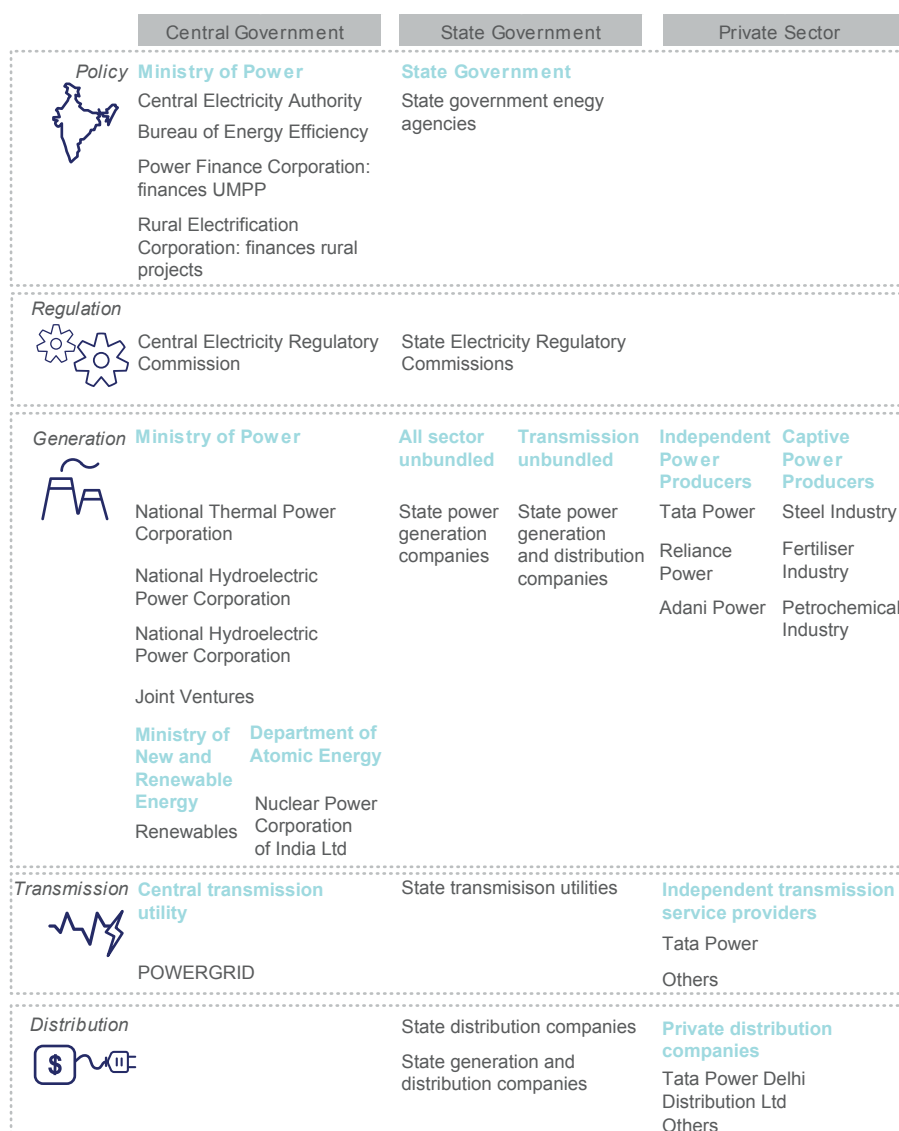 Central Government
State Government
Private Sector
Policy
Ministry of Power
Central Electricity Authority
Bureau of Energy Efficiency
Power Finance Corporation:
finances UMPP
Rural Electrification
Corporation: finances rural
projects
State Government
State government enegy
agencies
Regulation
Central Electricity Regulatory
Commission
State Electricity Regulatory
Commissions
Generation
Ministry of Power
National Thermal Power
Corporation
National Hydroelectric
Power Corporation
National Hydroelectric
Power Corporation
Joint Ventures
Ministry of
New and
Renewable
Energy
Renewables
Department of
Atomic Energy
Nuclear Power
Corporation
of India Ltd
All sector
unbundled
State power
generation
companies
Transmission
unbundled
State power
generation
and distribution
companies
Independent
Power
Producers
Tata Power
Reliance
Power
Adani Power
Captive
Power
Producers
Steel Industry
Fertiliser
Industry
Petrochemical
Industry
Transmission
Central transmission
utility
POWERGRID
State transmisison utilities
Independent transmission
service providers
Tata Power
Others
Distribution
$
State distribution companies
State generation and
distribution companies
Private distribution
companies
Tata Power Delhi
Distribution Ltd
Others